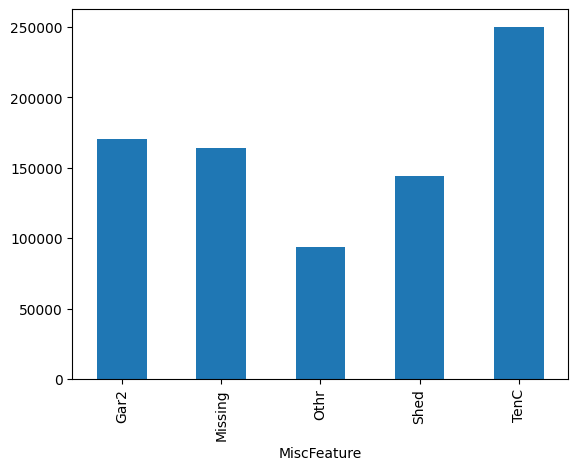 250000
200000
150000
100000
50000
0
Gar2
Missing
Othr
Shed
TenC
MiscFeature